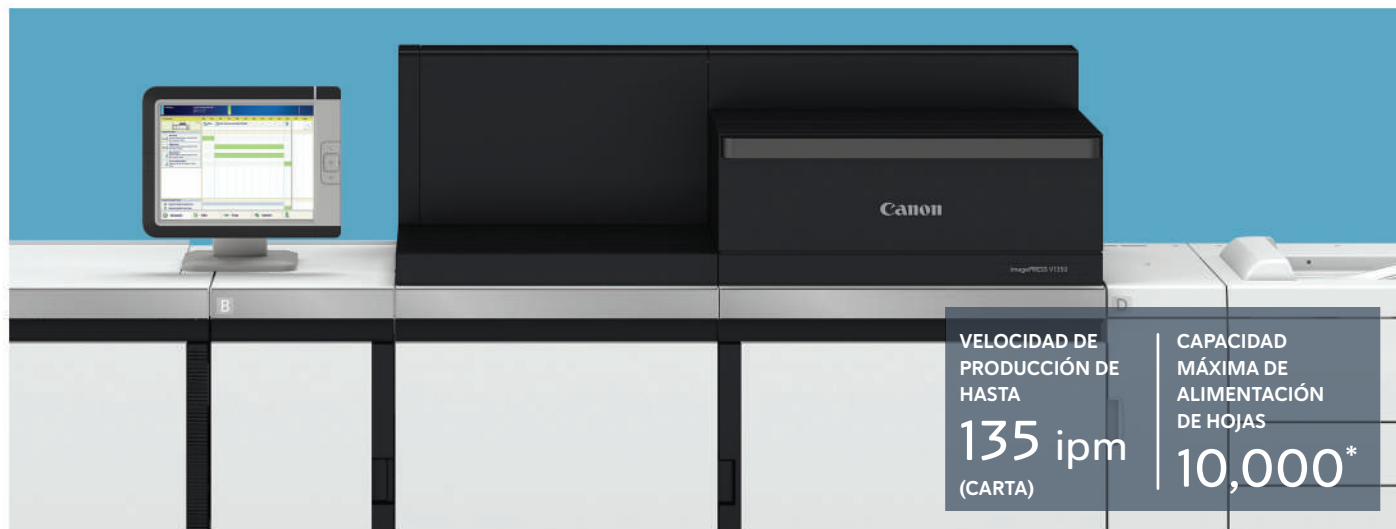 Canon
imagePRESS V1350
B
D
VELOCIDAD DE
PRODUCCIÓN DE
HASTA
135 ipm
(CARTA)
CAPACIDAD
MÁXIMA DE
ALIMENTACIÓN
DE HOJAS
10,000*